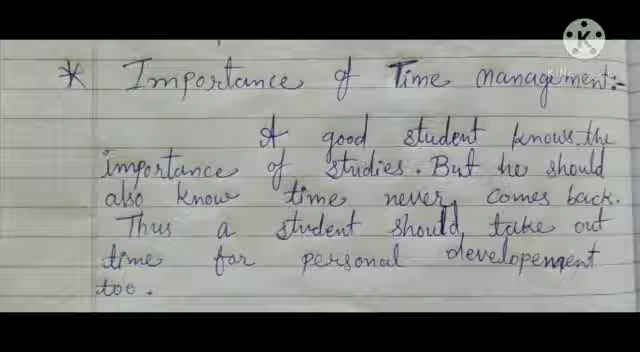 * Importance of Time management:-
A good student knows the
importance of studies. But he should
also know time never comes back.
Thus a student should take out
time for personal developement
too.
K